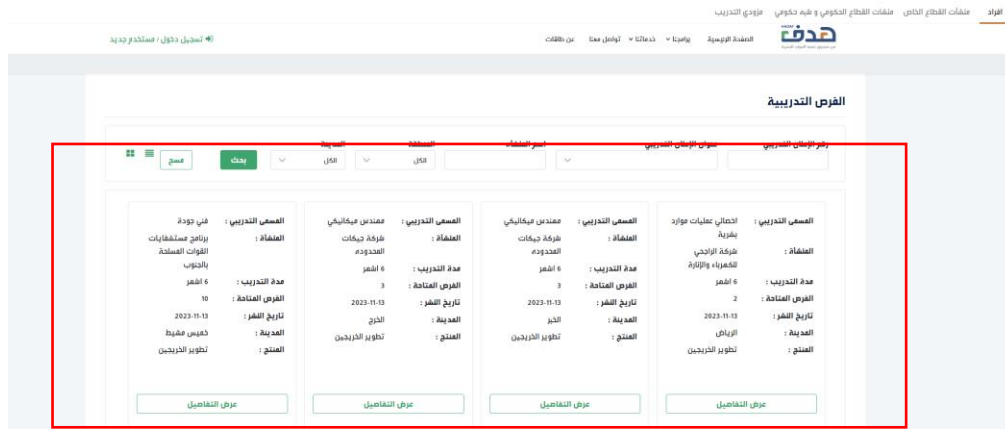 افراد منشآت القطاع الخاص منشآت القطاع الحكومي و شبه حكومي مزودي التدريب
هدف
الصفحة الرئيسية برامجنا خدماتنا تواصل معنا عن طاقات
تسجيل دخول / مستخدم جديد
الفرص التدريبية
رقم الإعلان التدريبي عنوان الإعلان التدريبي اسم المنشأة المنطقة المدينة
الكل الكل بحث مسح
المسمى التدريبي : اخصائي عمليات موارد بشرية
المنشأة : شركة الراجحي للكهرباء والإنارة
مدة التدريب : 6 اشهر
الفرص المتاحة : 2
تاريخ النشر : 2023-11-13
المدينة : الرياض
المنتج : تطوير الخريجين
عرض التفاصيل
المسمى التدريبي : مهندس ميكانيكي
المنشأة : شركة جيكات المحدوده
مدة التدريب : 6 اشهر
الفرص المتاحة : 3
تاريخ النشر : 2023-11-13
المدينة : الخبر
المنتج : تطوير الخريجين
عرض التفاصيل
المسمى التدريبي : مهندس ميكانيكي
المنشأة : شركة جيكات المحدوده
مدة التدريب : 6 اشهر
الفرص المتاحة : 3
تاريخ النشر : 2023-11-13
المدينة : الخرج
المنتج : تطوير الخريجين
عرض التفاصيل
المسمى التدريبي : فني جودة
المنشأة : برنامج مستشفايات القوات المسلحة بالجنوب
مدة التدريب : 6 اشهر
الفرص المتاحة : 10
تاريخ النشر : 2023-11-13
المدينة : خميس مشيط
المنتج : تطوير الخريجين
عرض التفاصيل